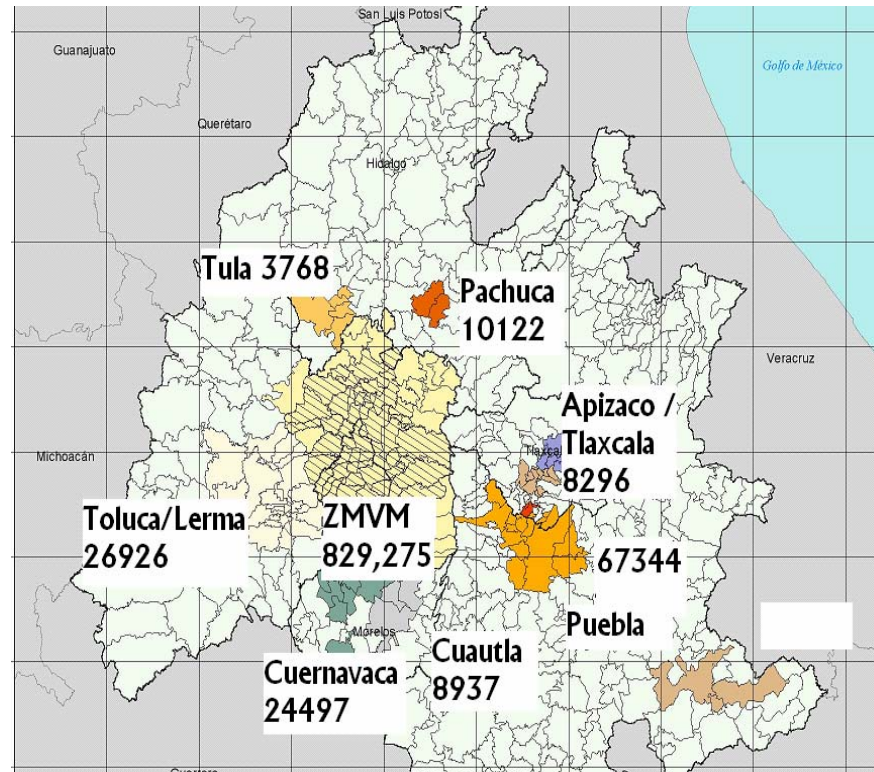 San Luis Potosí
Guanajuato
Golfo de México
Querétaro
Hidalgo
Tula 3768
Pachuca
10122
Veracruz
Apizaco /
Tlaxcala
8296
Michoacán
Toluca/Lerma
26926
ZMVM
829,275
67344
Puebla
Morelos
Cuautla
8937
Cuernavaca
24497